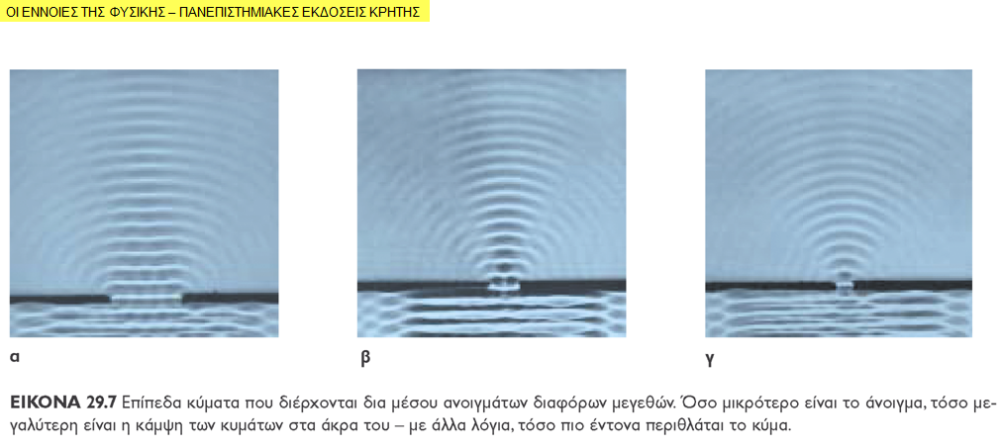 ΟΙ ΕΝΝΟΙΕΣ ΤΗΣ ΦΥΣΙΚΗΣ – ΠΑΝΕΠΙΣΤΗΜΙΑΚΕΣ ΕΚΔΟΣΕΙΣ ΚΡΗΤΗΣ
α β γ
ΕΙΚΟΝΑ 29.7 Επίπεδα κύματα που διέρχονται δια μέσου ανοιγμάτων διαφόρων μεγεθών. Όσο μικρότερο είναι το άνοιγμα, τόσο με-
γαλύτερη είναι η κάμψη των κυμάτων στα άκρα του – με άλλα λόγια, τόσο πιο έντονα περιθλάται το κύμα.